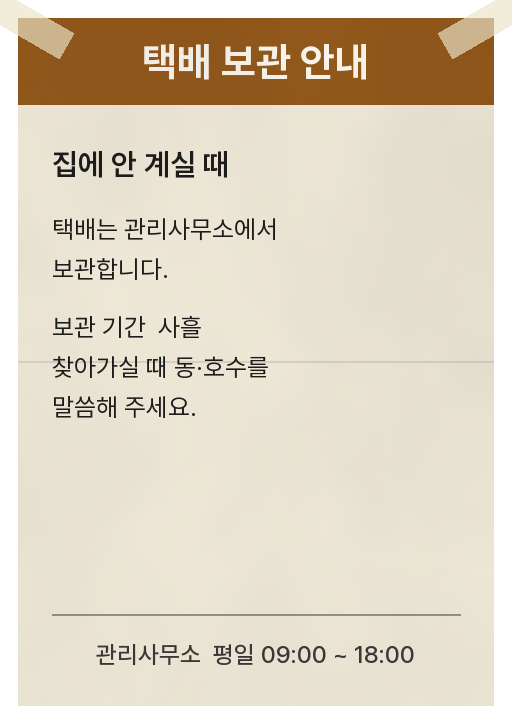 택배 보관 안내
집에 안 계실 때
택배는 관리사무소에서
보관합니다.
보관 기간 사흘
찾아가실 때 동·호수를
말씀해 주세요.
관리사무소 평일 09:00 ~ 18:00